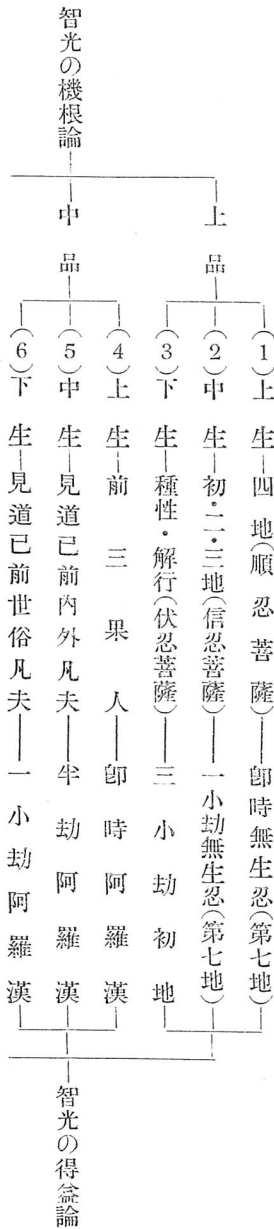 智光の機根論
上品
(1)上生―四地(順忍菩薩)――即時無生忍(第七地)
(2)中生―初・二・三地(信忍菩薩)――一小劫無生忍(第七地)
(3)下生―種性・解行(伏忍菩薩)――三小劫初地
中品
(4)上生―前三果人――即時阿羅漢
(5)中生―見道已前内外凡夫――半劫阿羅漢
(6)下生―見道已前世俗凡夫――一小劫阿羅漢
智光の得益論